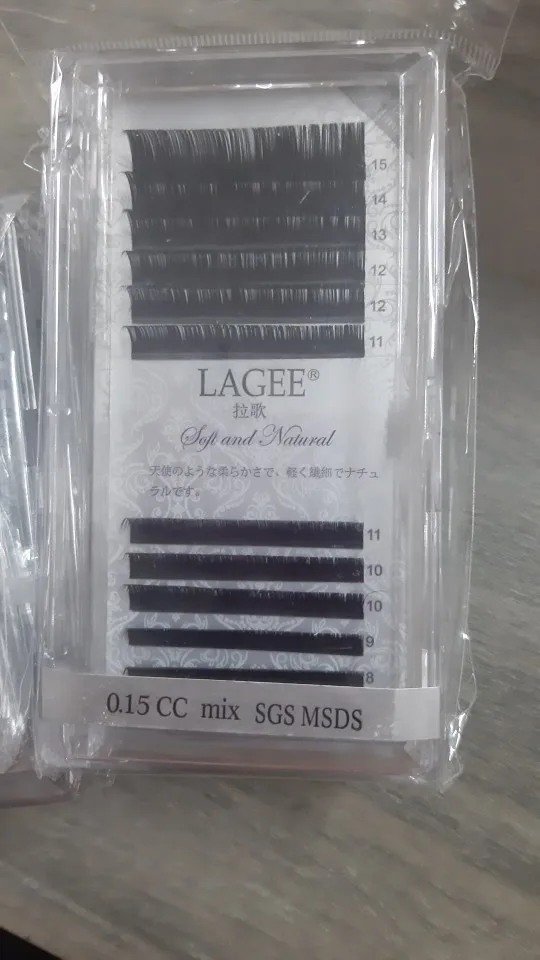 15
14
13
12
12
11
LAGEE®
拉歌
Soft and Natural
天使のような柔らかさで、軽く繊細でナチュ
ラルです。
11
10
10
9
8
0.15 CC mix SGS MSDS